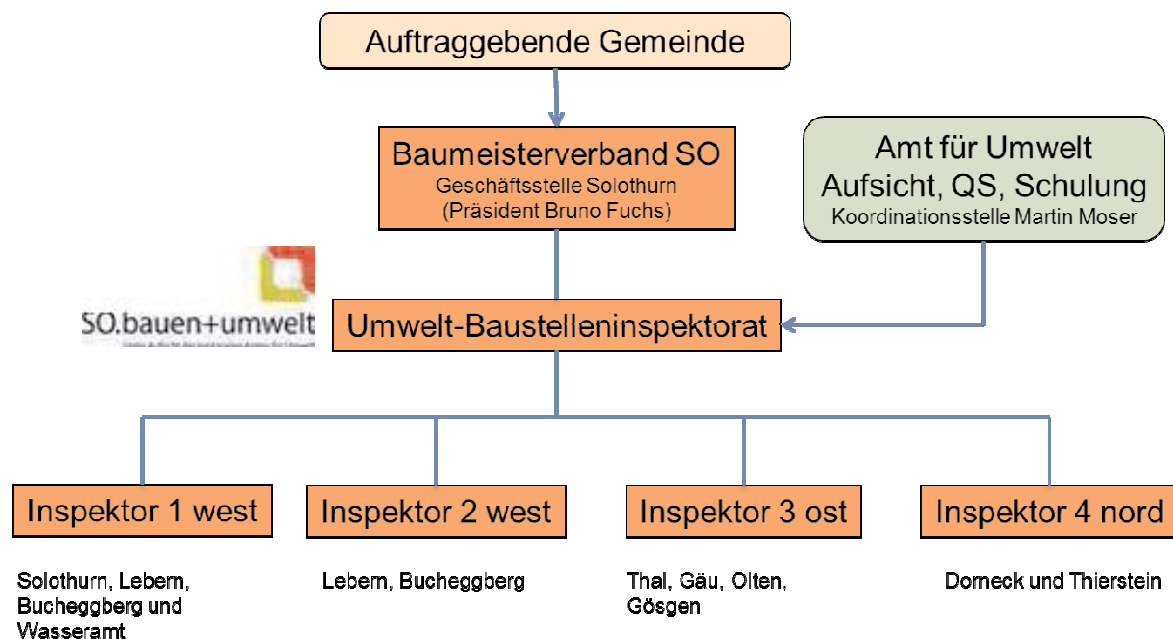 Auftraggebende Gemeinde
Baumeisterverband SO
Geschäftsstelle Solothurn
(Präsident Bruno Fuchs)
Amt für Umwelt
Aufsicht, QS, Schulung
Koordinationsstelle Martin Moser
SO.bauen+umwelt
Umwelt-Baustelleninspektorat
Inspektor 1 west
Inspektor 2 west
Inspektor 3 ost
Inspektor 4 nord
Solothurn, Lebern,
Bucheggberg und
Wasseramt
Lebern, Bucheggberg
Thal, Gäu, Olten,
Gösgen
Dorneck und Thierstein